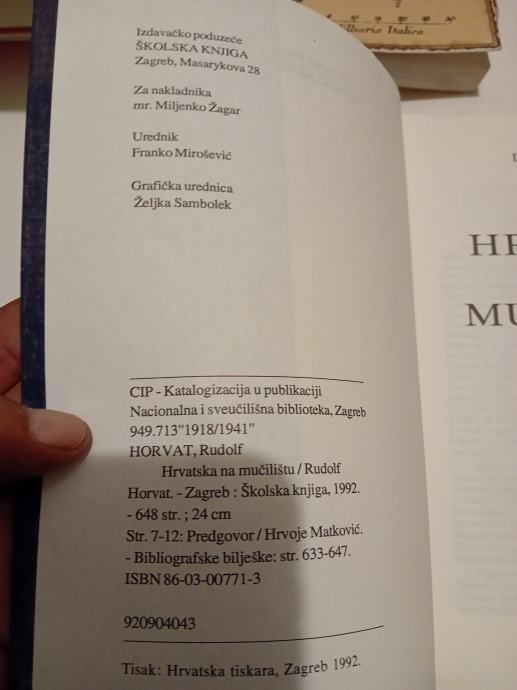 Izdavačko poduzeće
ŠKOLSKA KNJIGA
Zagreb, Masarykova 28
Za nakladnika
mr. Miljenko Žagar
Urednik
Franko Mirošević
Grafička urednica
Željka Sambolek
CIP - Katalogizacija u publikaciji
Nacionalna i sveučilišna biblioteka, Zagreb
949.713"1918/1941"
HORVAT, Rudolf
Hrvatska na mučilištu / Rudolf
Horvat. - Zagreb : Školska knjiga, 1992.
- 648 str. ; 24 cm
Str. 7-12: Predgovor / Hrvoje Matković.
- Bibliografske bilješke: str. 633-647.
ISBN 86-03-00771-3
920904043
Tisak: Hrvatska tiskara, Zagreb 1992.
Italica
MU